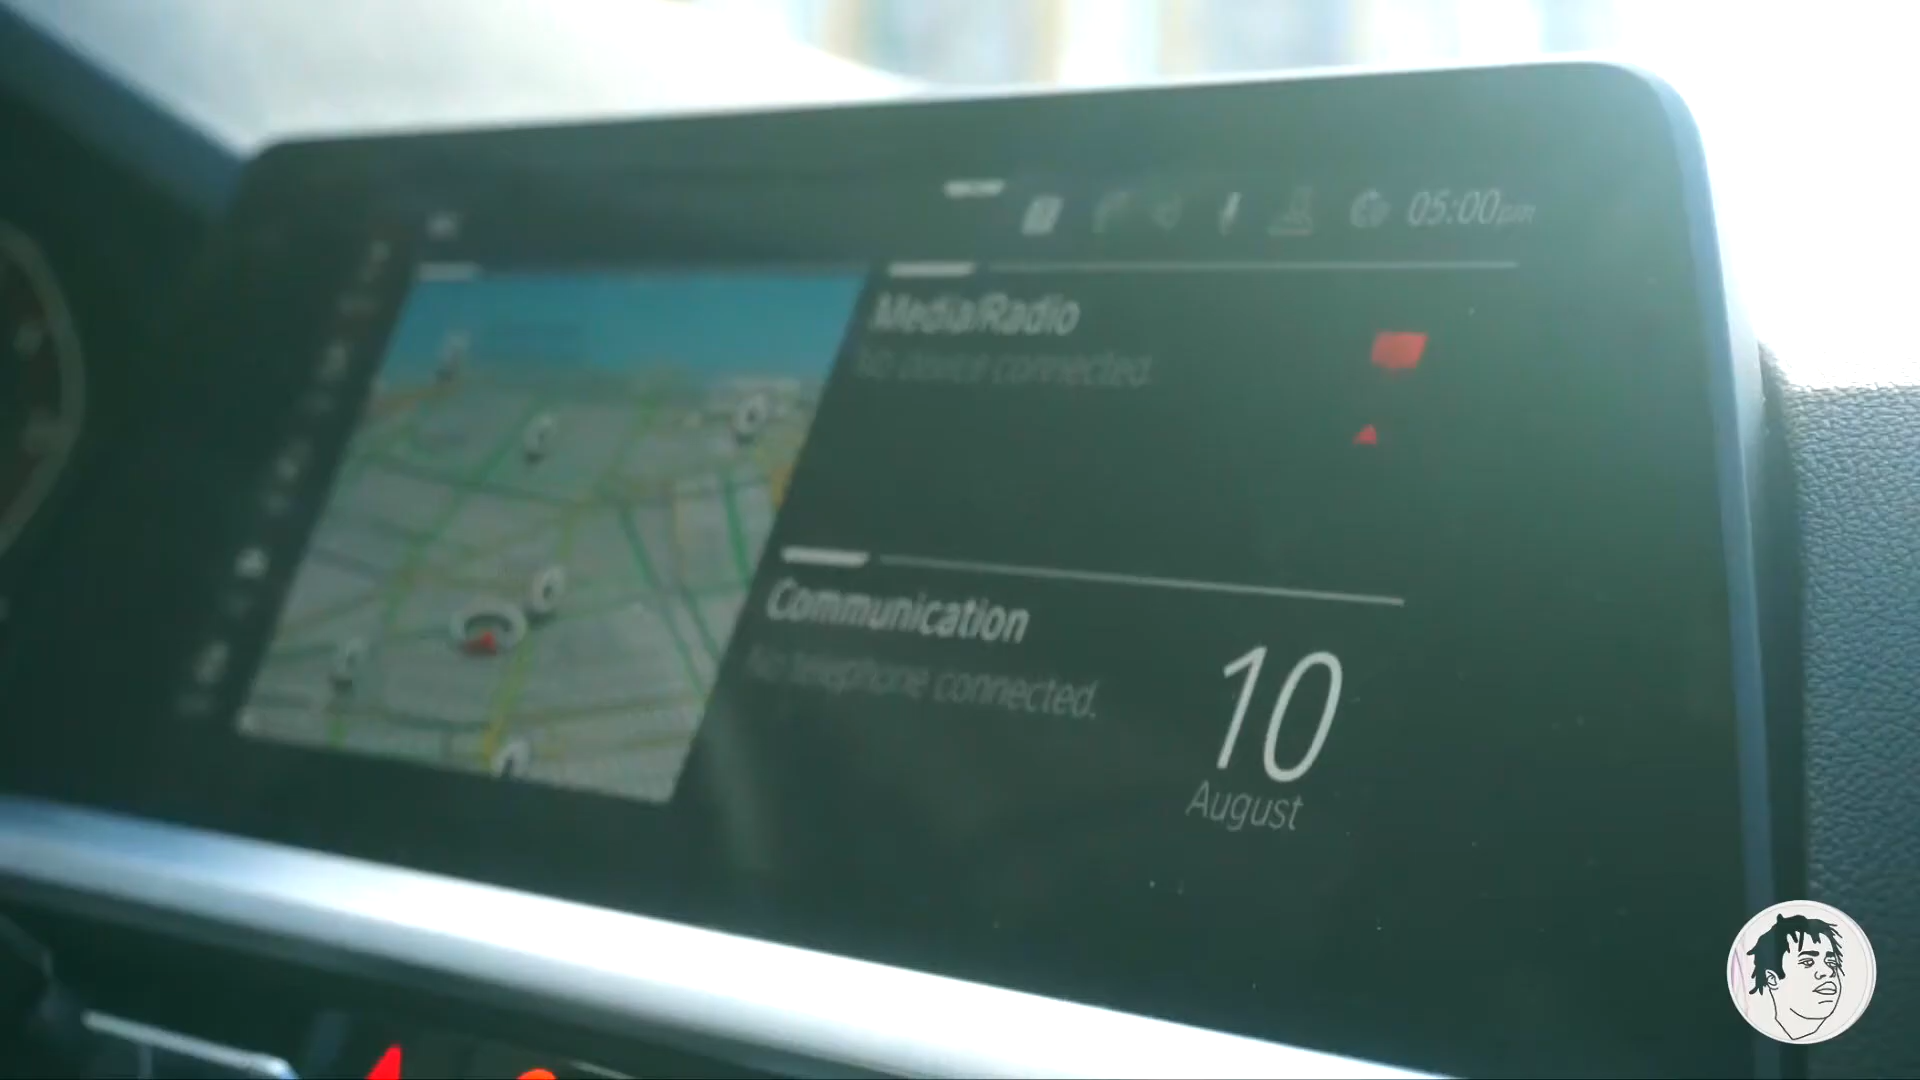 05:00pm
Media/Radio
No device connected.
Communication
No telephone connected.
10
August